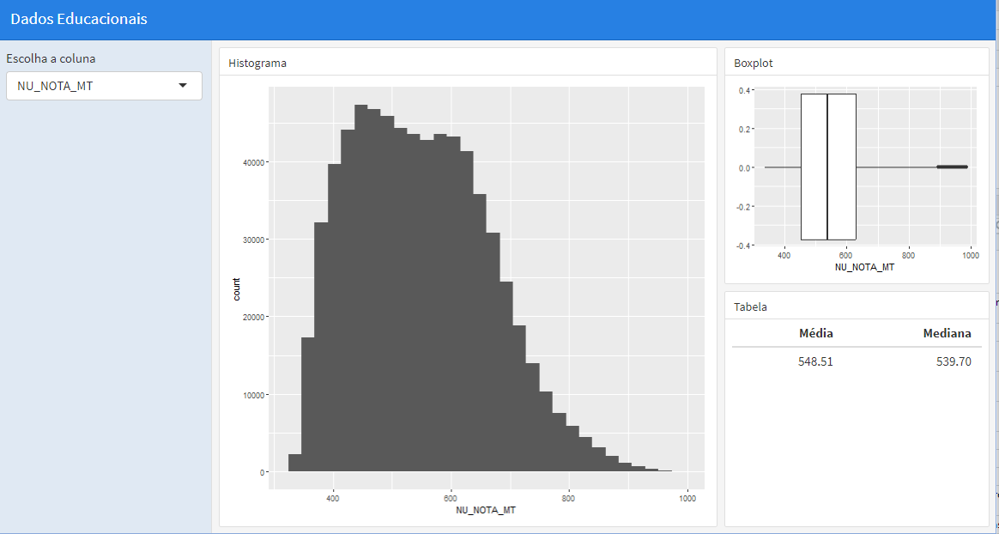 Dados Educacionais
Escolha a coluna
NU_NOTA_MT
Histograma
40000
30000
20000
10000
0
count
400 600 800 1000
NU_NOTA_MT
Boxplot
0.4
0.2
0.0
-0.2
-0.4
400 600 800 1000
NU_NOTA_MT
Tabela
Média Mediana
548.51 539.70